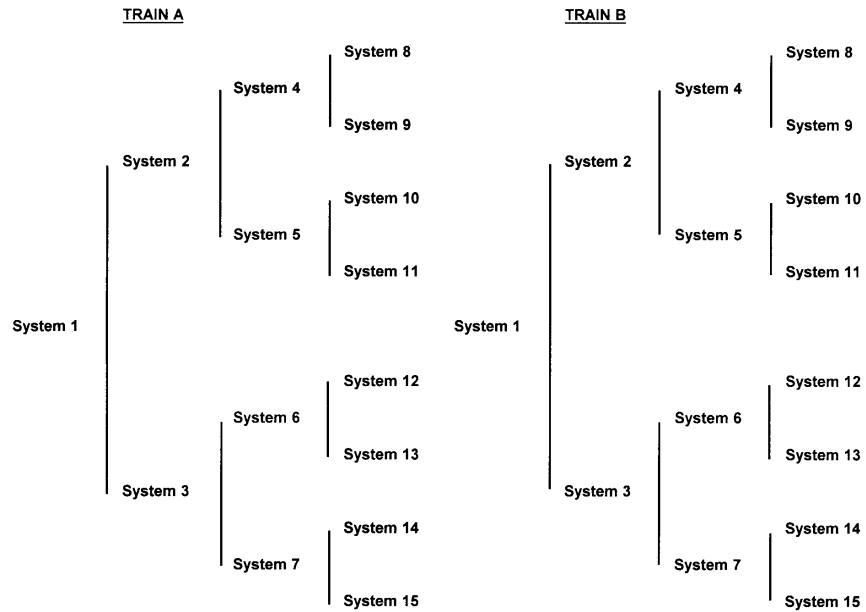 TRAIN A
System 8
System 4
System 9
System 2
System 10
System 5
System 11
System 1
System 12
System 6
System 13
System 3
System 14
System 7
System 15
TRAIN B
System 8
System 4
System 9
System 2
System 10
System 5
System 11
System 1
System 12
System 6
System 13
System 3
System 14
System 7
System 15